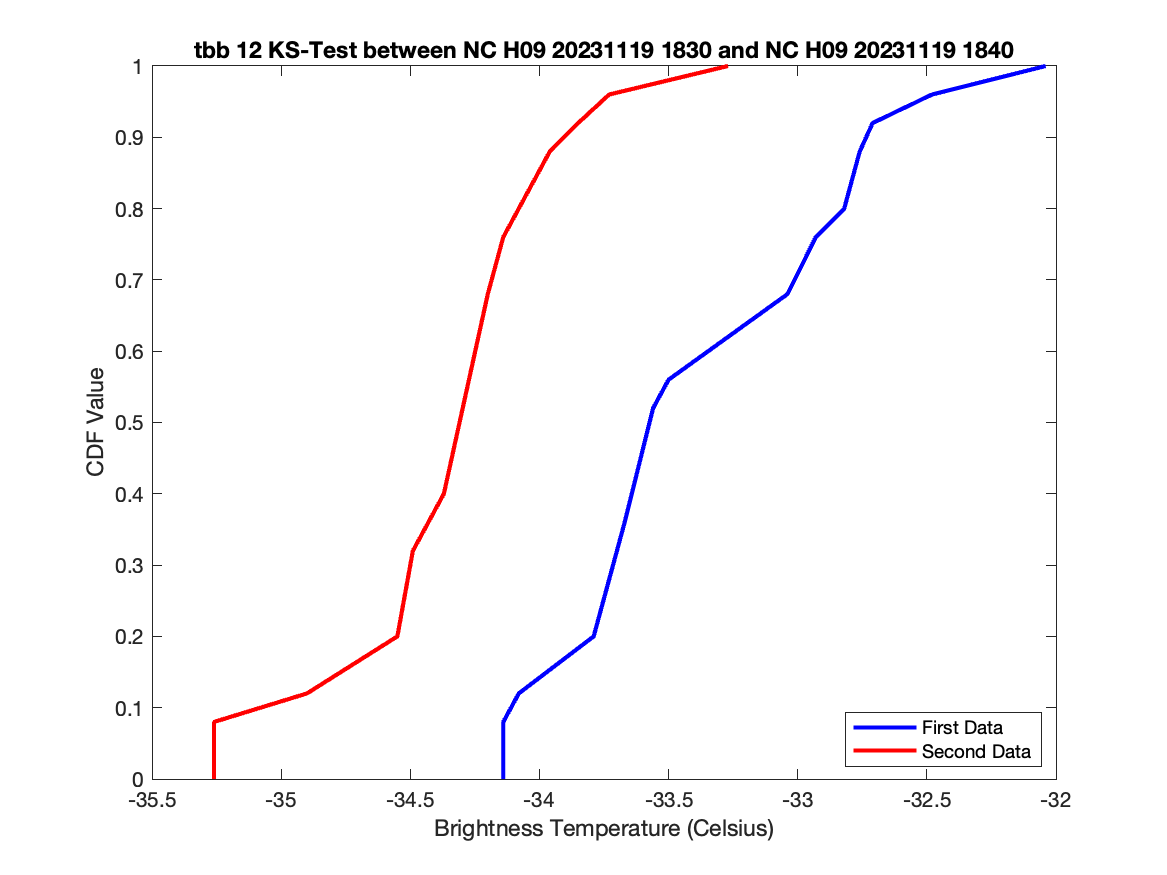 tbb 12 KS-Test between NC H09 20231119 1830 and NC H09 20231119 1840
1
0.9
0.8
0.7
0.6
0.5
0.4
0.3
0.2
0.1
0
CDF Value
First Data
Second Data
-35.5 -35 -34.5 -34 -33.5 -33 -32.5 -32
Brightness Temperature (Celsius)